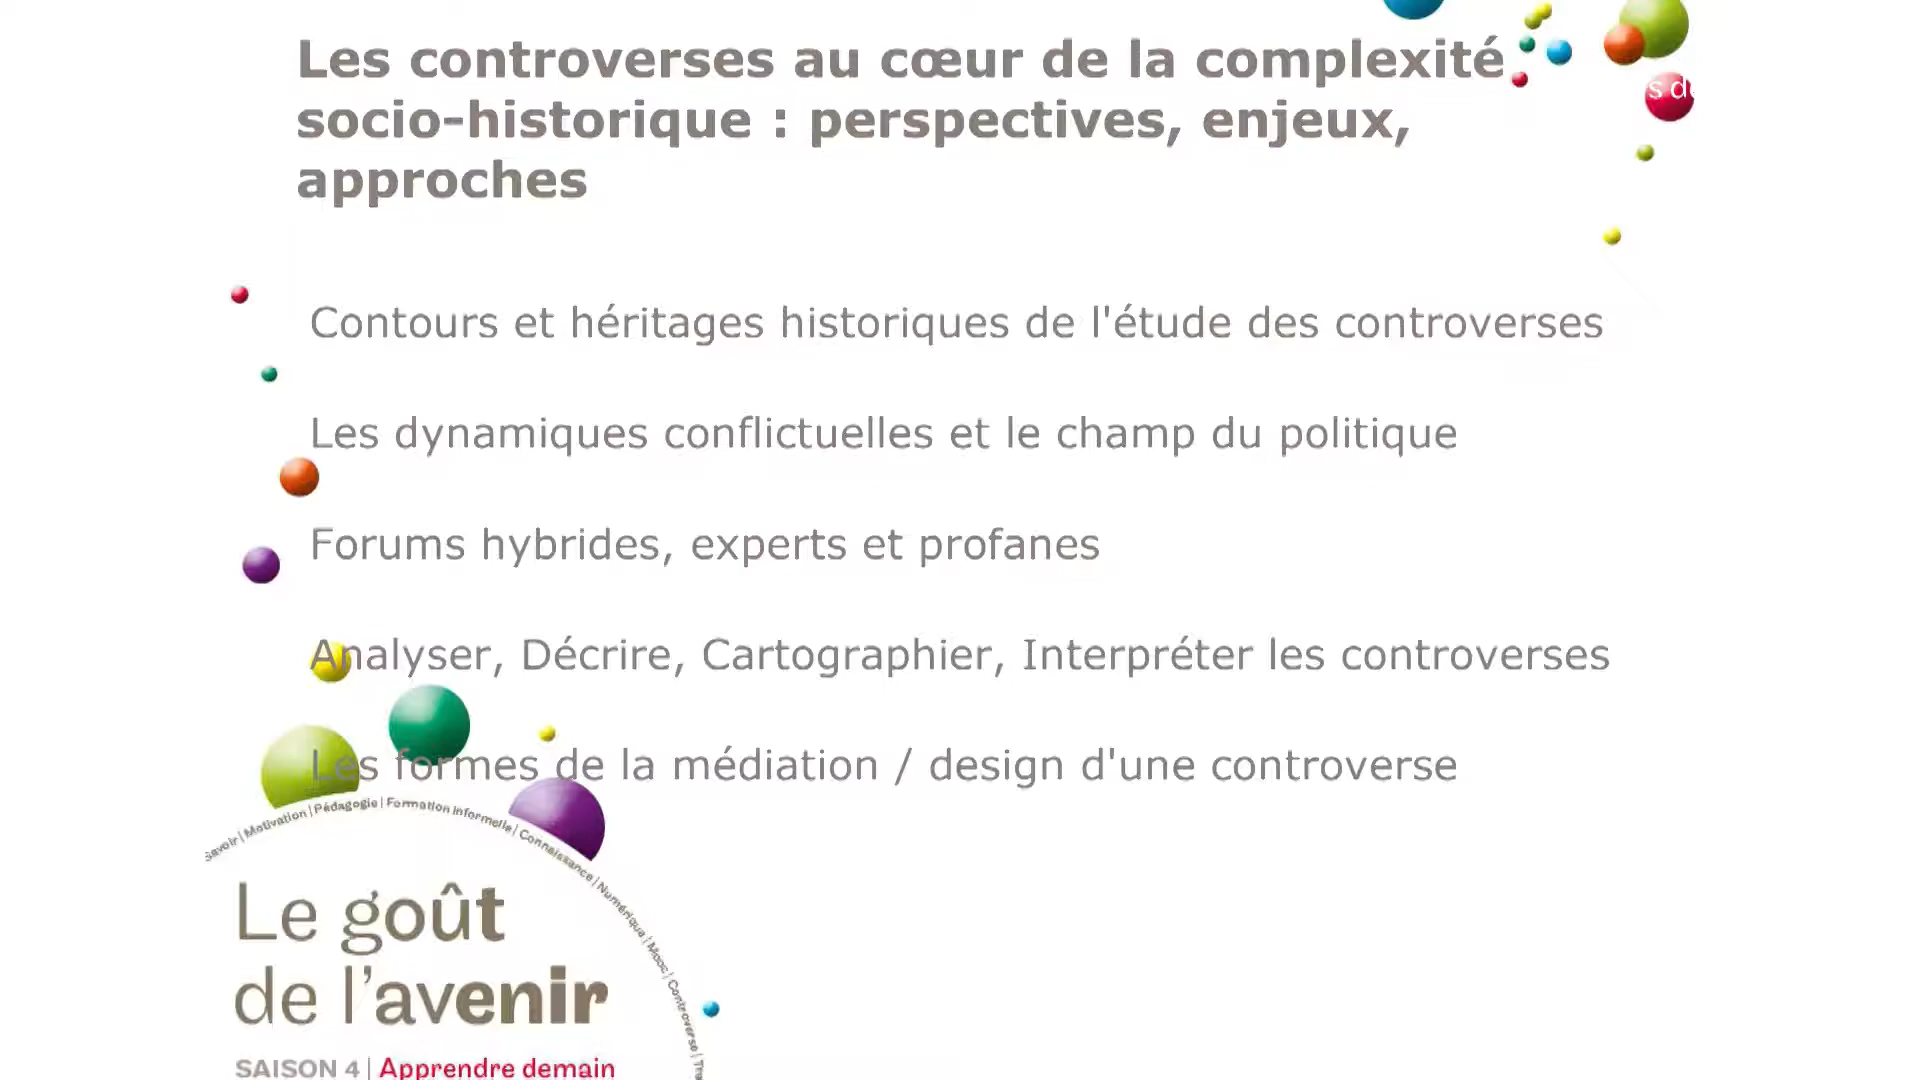 Les controverses au cœur de la complexité
socio-historique : perspectives, enjeux,
approches
Contours et héritages historiques de l'étude des controverses
Les dynamiques conflictuelles et le champ du politique
Forums hybrides, experts et profanes
Analyser, Décrire, Cartographier, Interpréter les controverses
Les formes de la médiation / design d'une controverse
Savoir | Motivation | Pédagogie | Formation informelle | Connaissance | Numérique | Mooc | Controverse |
Le goût
de l'avenir
SAISON 4 | Apprendre demain